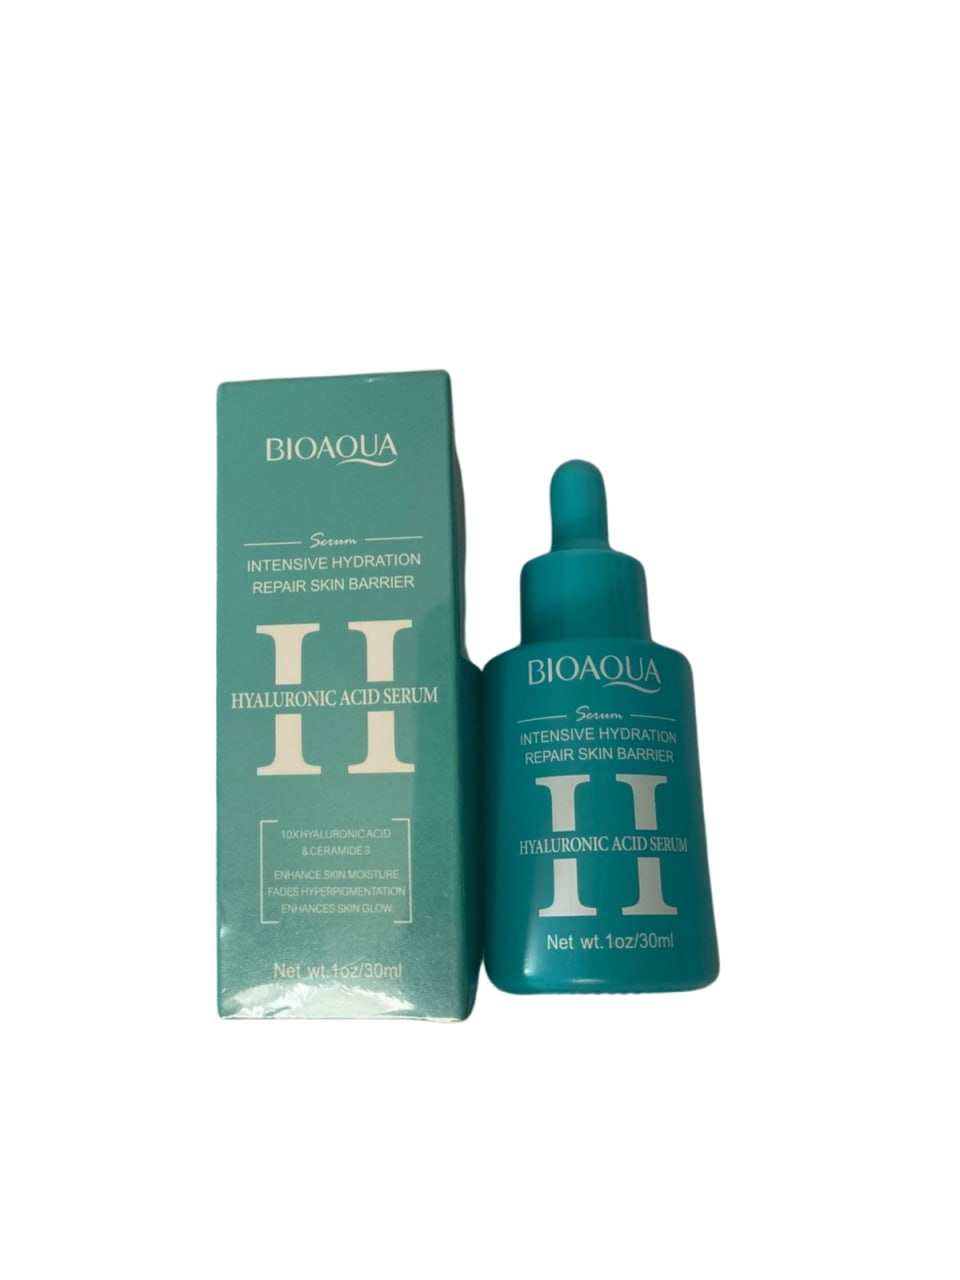 BIOAQUA
Serum
INTENSIVE HYDRATION
REPAIR SKIN BARRIER
H
HYALURONIC ACID SERUM
10X HYALURONIC ACID
& CERAMIDE 3
ENHANCE SKIN MOISTURE
FADES HYPERPIGMENTATION
ENHANCES SKIN GLOW.
Net wt.1oz/30ml
BIOAQUA
Serum
INTENSIVE HYDRATION
REPAIR SKIN BARRIER
H
HYALURONIC ACID SERUM
Net wt.1oz/30ml